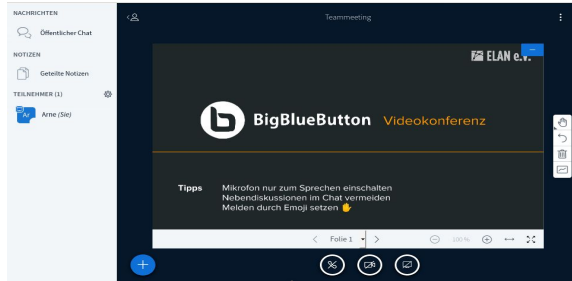 NACHRICHTEN
Öffentlicher Chat
NOTIZEN
Geteilte Notizen
TEILNEHMER (1)
Ar
Arne (Sie)
Teammeeting
ELAN e.V.
BigBlueButton Videokonferenz
Tipps Mikrofon nur zum Sprechen einschalten
Nebendiskussionen im Chat vermeiden
Melden durch Emoji setzen ✋
Folie 1
100%